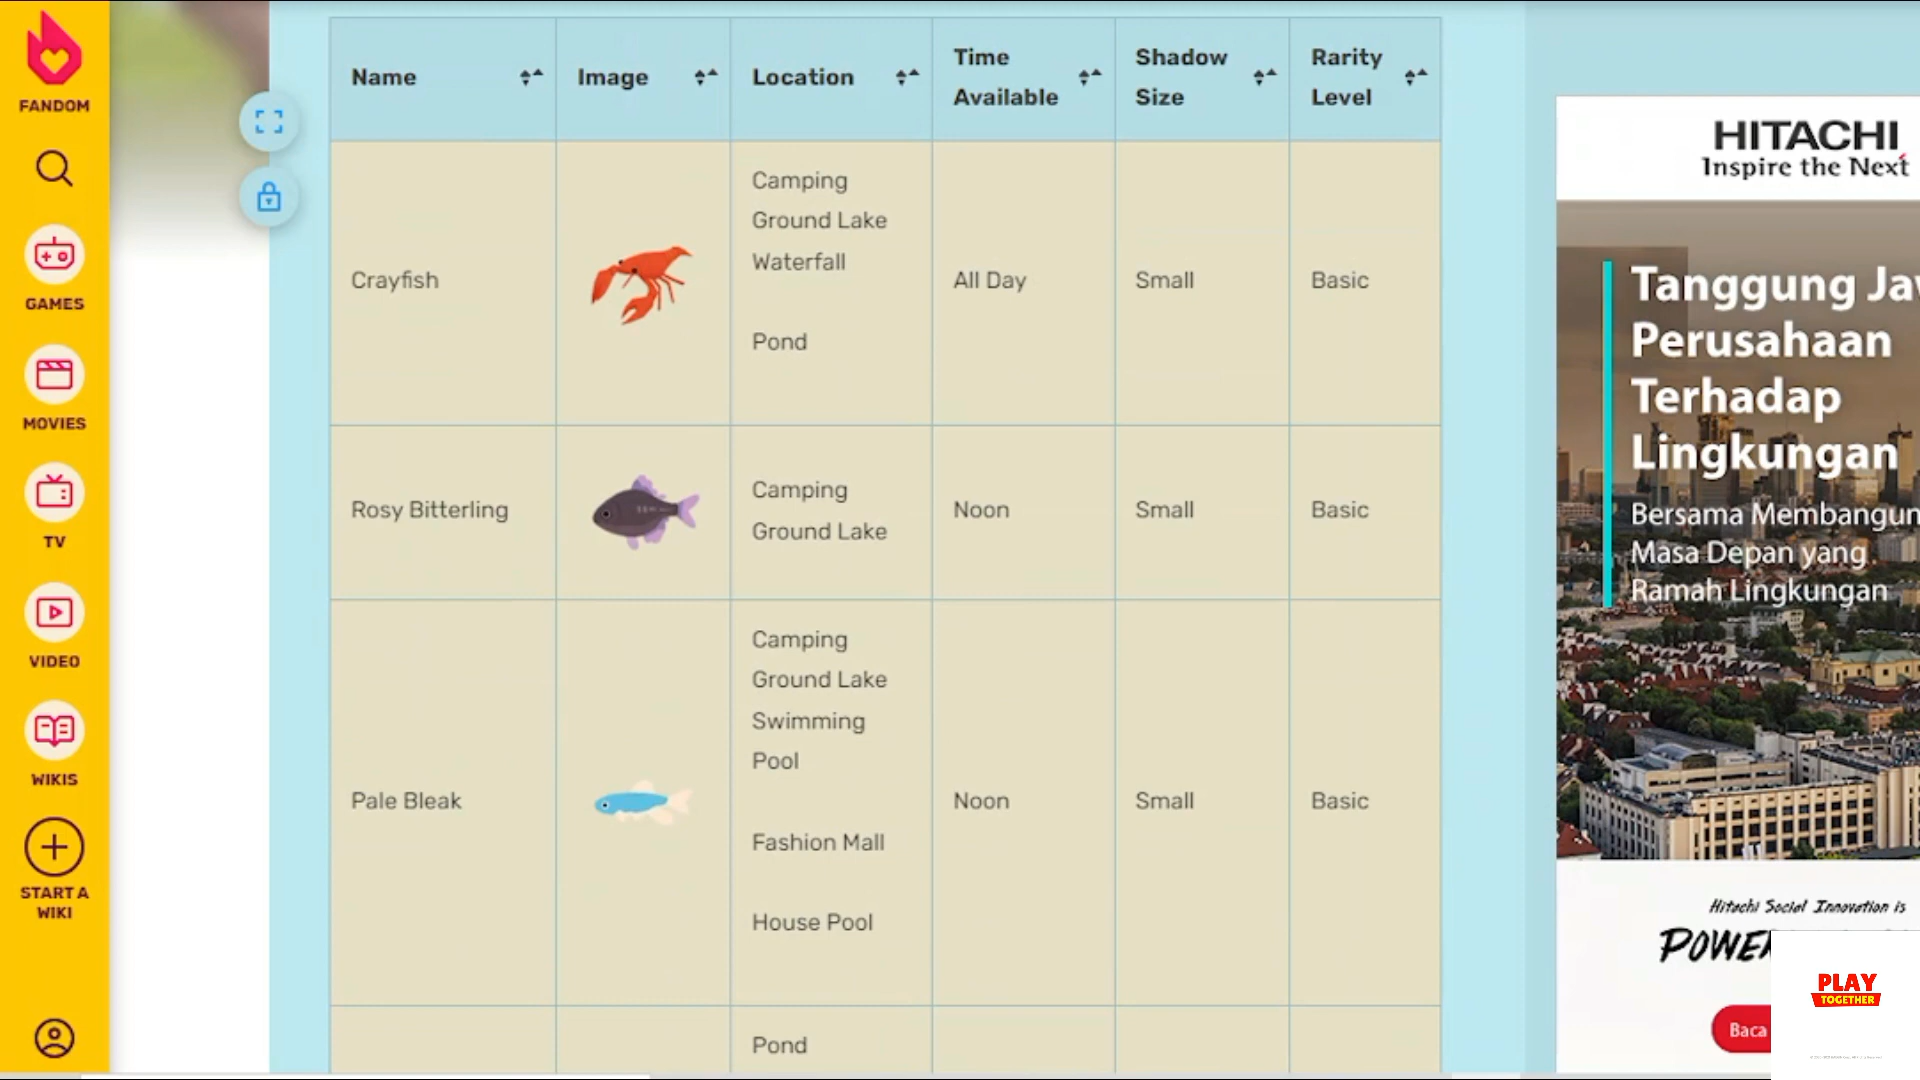 FANDOM
GAMES
MOVIES
TV
VIDEO
WIKIS
START A
WIKI
Name
Image
Location
Time
Available
Shadow
Size
Rarity
Level
Crayfish
Camping
Ground Lake
Waterfall
Pond
All Day
Small
Basic
Rosy Bitterling
Camping
Ground Lake
Noon
Small
Basic
Pale Bleak
Camping
Ground Lake
Swimming
Pool
Fashion Mall
House Pool
Noon
Small
Basic
Pond
HITACHI
Inspire the Next
Tanggung Ja
Perusahaan
Terhadap
Lingkungan
Bersama Membangun
Masa Depan yang
Ramah Lingkungan
Hitachi Social Innovation is
POWE
Baca
PLAY
TOGETHER